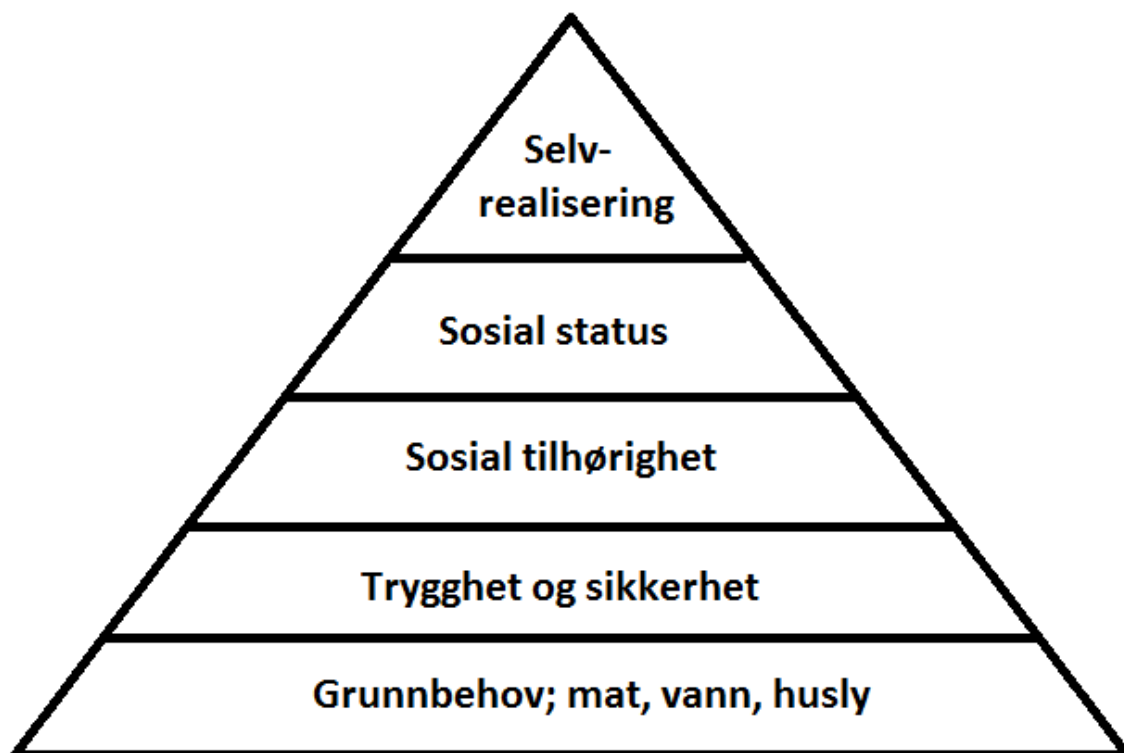 Selv-
realisering
Sosial status
Sosial tilhørighet
Trygghet og sikkerhet
Grunnbehov; mat, vann, husly